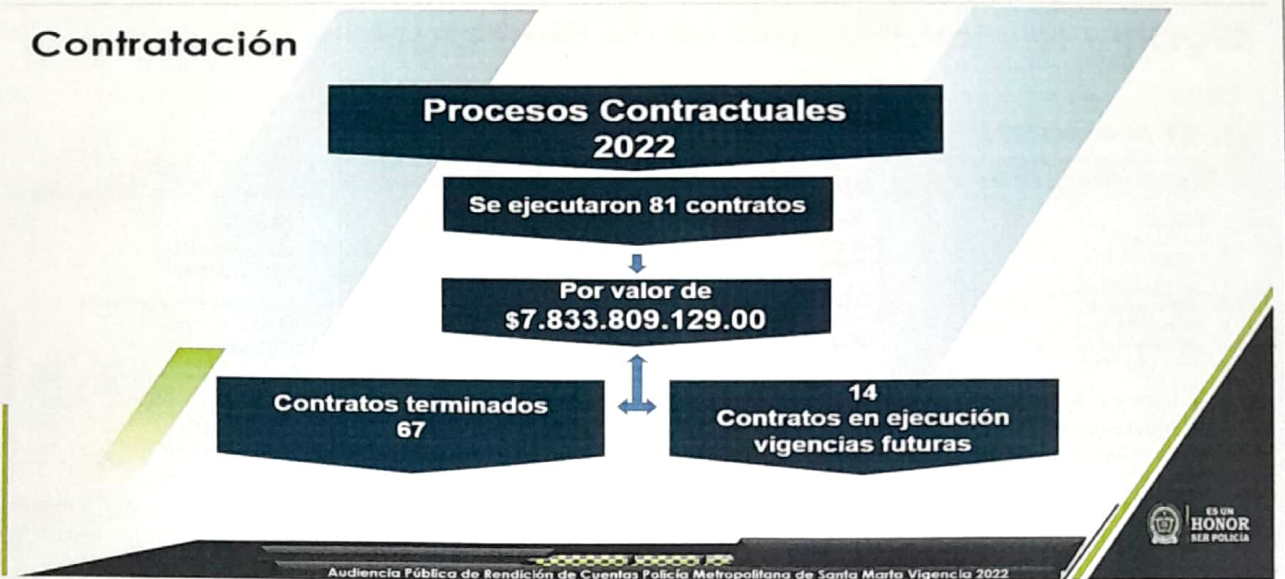 Contratación
Procesos Contractuales
2022
Se ejecutaron 81 contratos
Por valor de
$7.833.809.129.00
Contratos terminados
67
14
Contratos en ejecución
vigencias futuras
ES UN
HONOR
SER POLICÍA
Audiencia Pública de Rendición de Cuentas Policía Metropolitana de Santa Marta Vigencia 2022